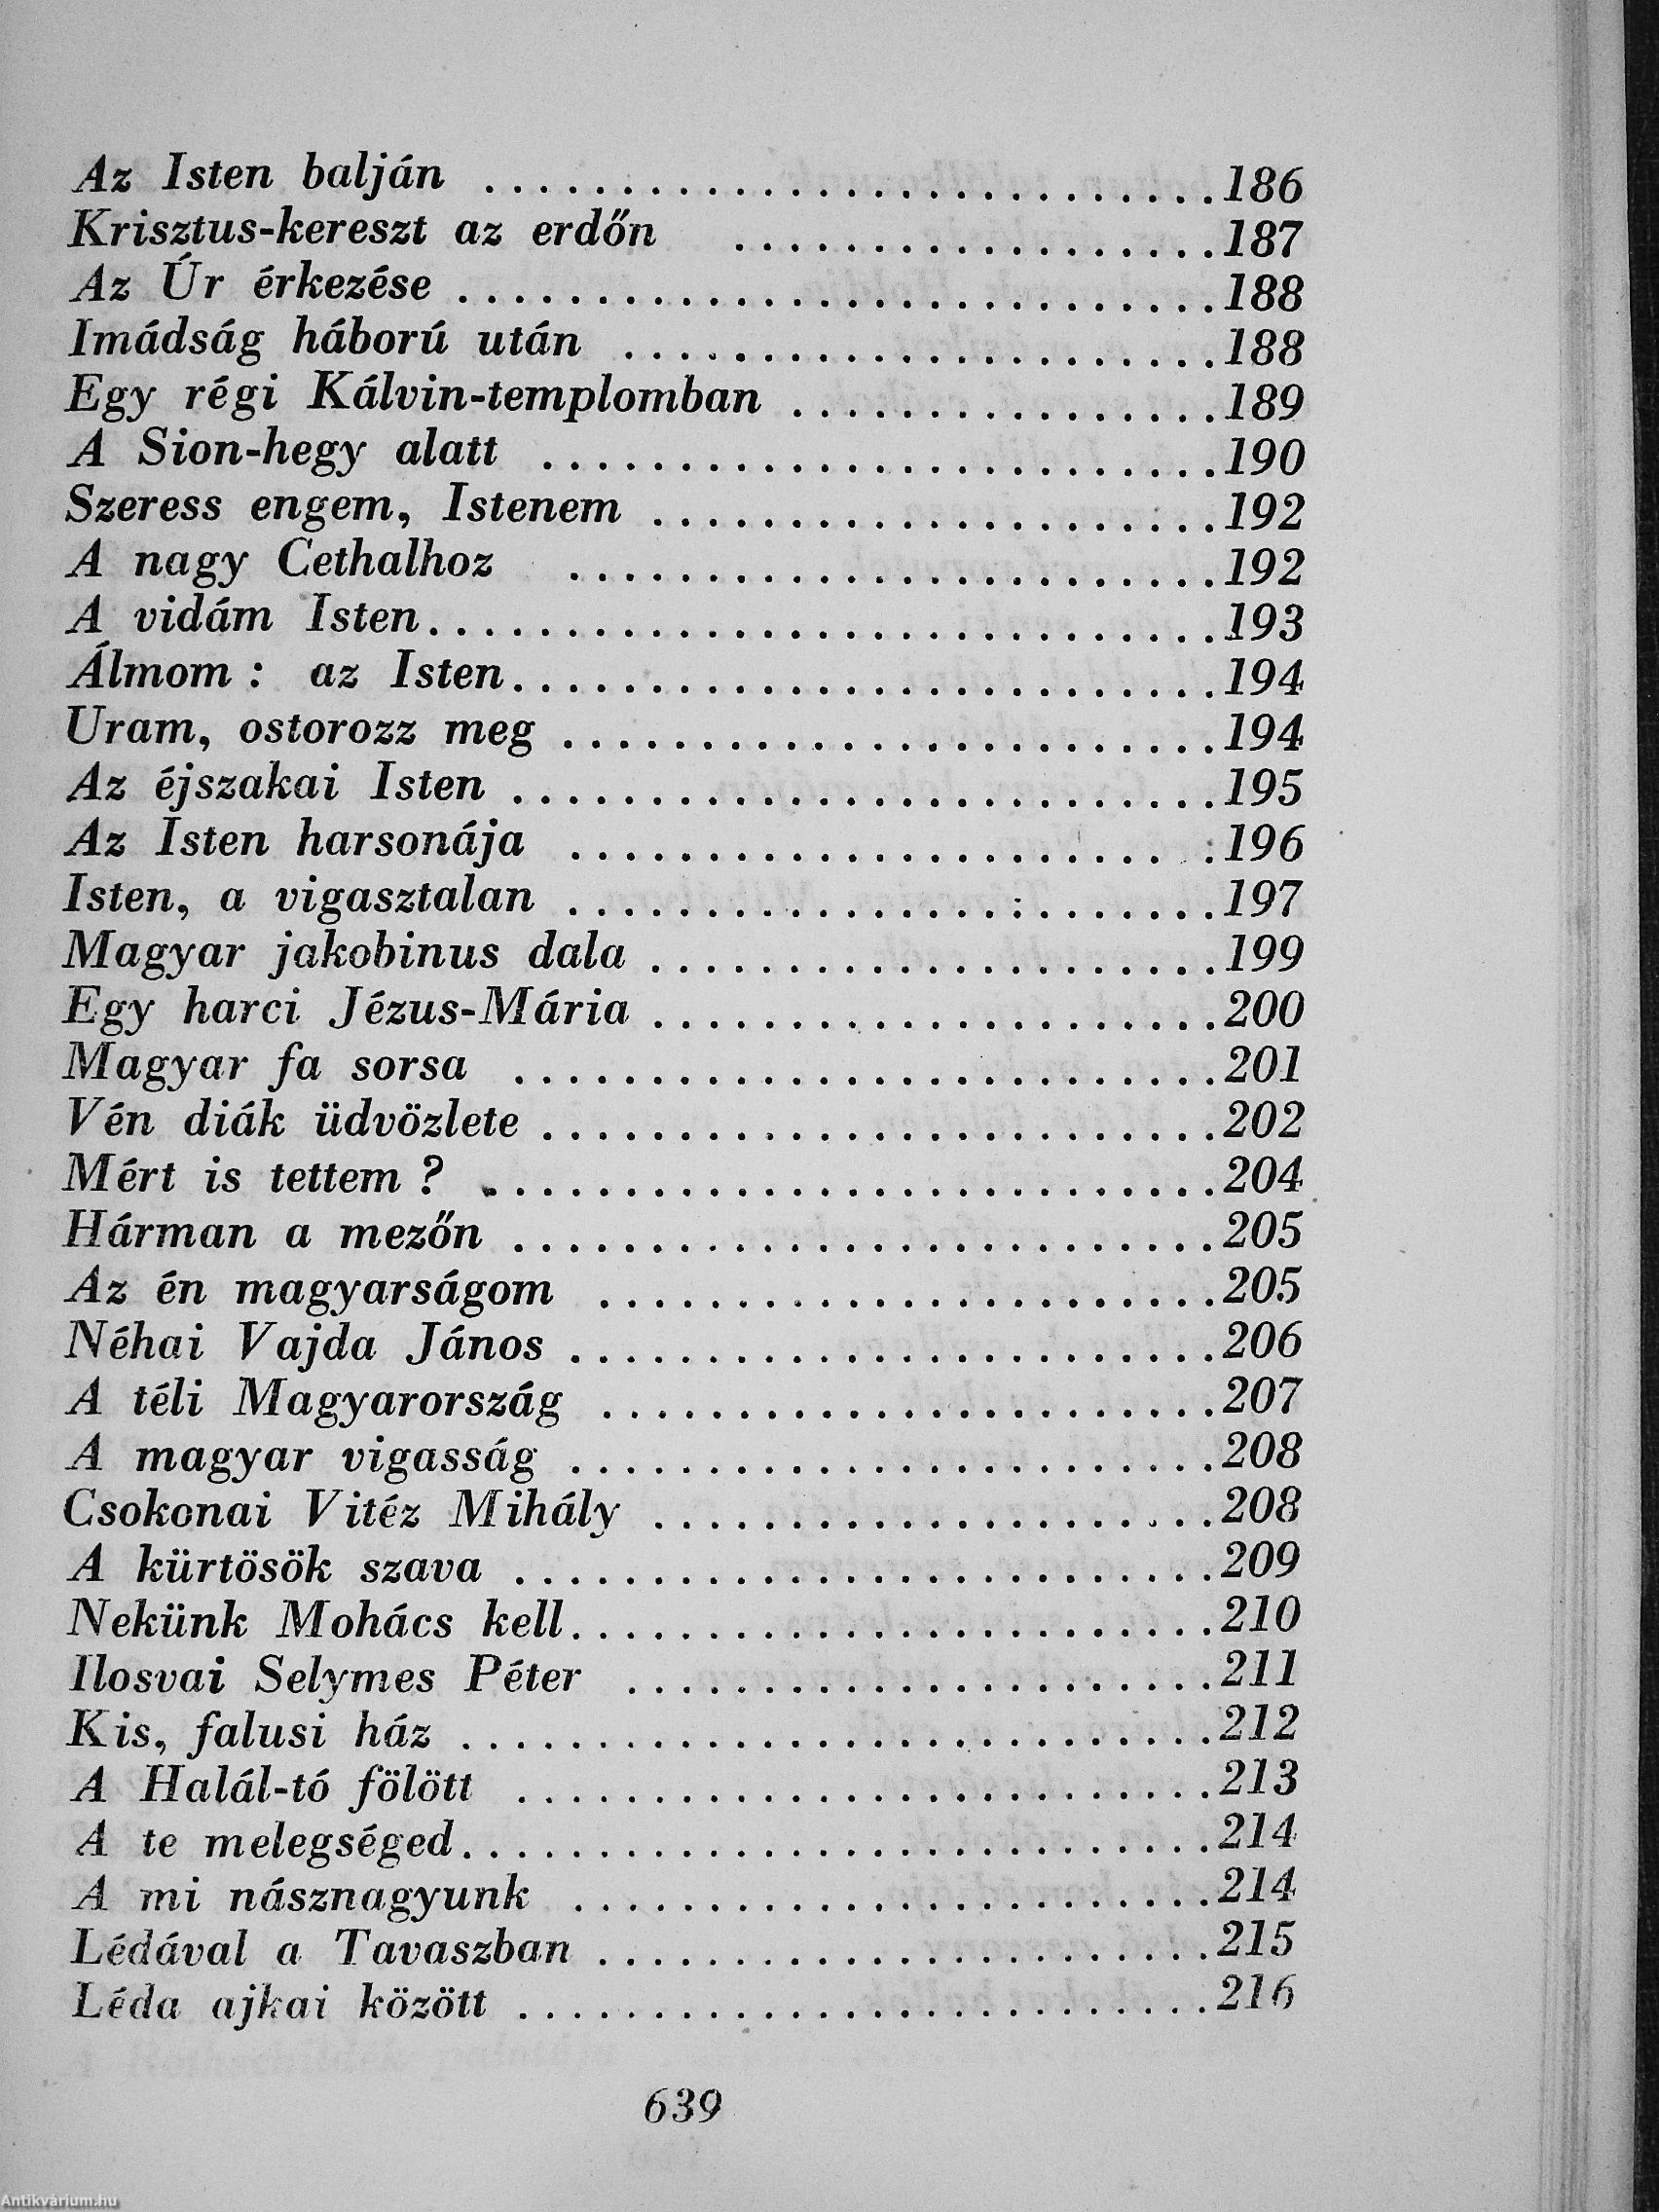 Az Isten balján ........................... 186
Krisztus-kereszt az erdőn .................. 187
Az Úr érkezése ............................ 188
Imádság háború után ...................... 188
Egy régi Kálvin-templomban ................ 189
A Sion-hegy alatt ......................... 190
Szeress engem, Istenem ..................... 192
A nagy Cethalhoz ........................ 192
A vidám Isten............................. 193
Álmom : az Isten.......................... 194
Uram, ostorozz meg ........................ 194
Az éjszakai Isten .......................... 195
Az Isten harsonája ........................ 196
Isten, a vigasztalan ........................ 197
Magyar jakobinus dala ..................... 199
Egy harci Jézus-Mária ..................... 200
Magyar fa sorsa .......................... 201
Vén diák üdvözlete ......................... 202
Mért is tettem ? ........................... 204
Hárman a mezőn .......................... 205
Az én magyarságom ....................... 205
Néhai Vajda János ........................ 206
A téli Magyarország ....................... 207
A magyar vigasság ........................ 208
Csokonai Vitéz Mihály ..................... 208
A kürtösök szava .......................... 209
Nekünk Mohács kell........................ 210
Ilosvai Selymes Péter ...................... 211
Kis, falusi ház ............................ 212
A Halál-tó fölött .......................... 213
A te melegséged............................ 214
A mi násznagyunk ........................ 214
Lédával a Tavaszban ....................... 215
Léda ajkai között .......................... 216
639
Antikvárium.hu